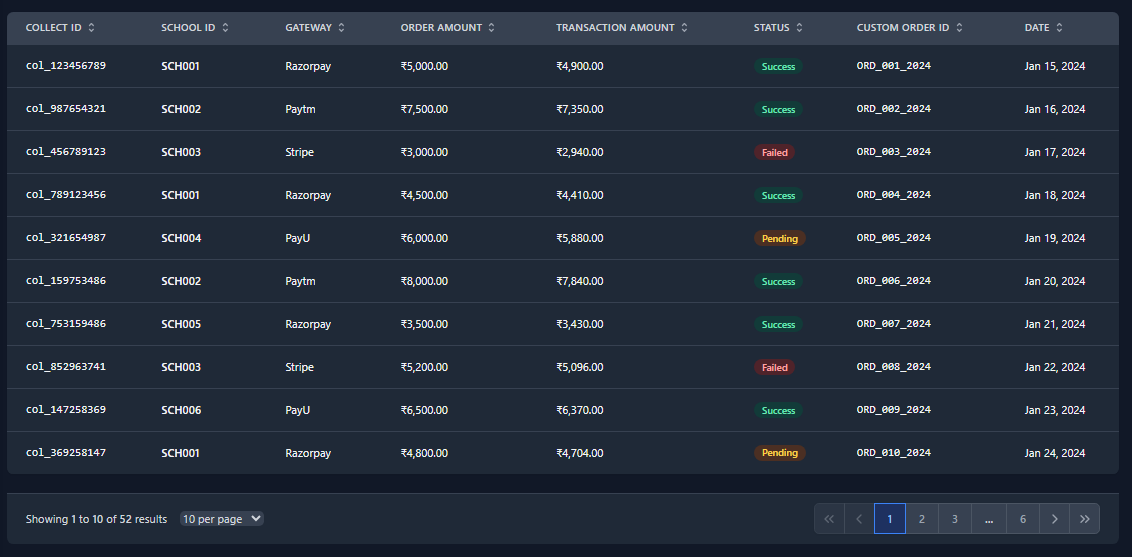 COLLECT ID SCHOOL ID GATEWAY ORDER AMOUNT TRANSACTION AMOUNT STATUS CUSTOM ORDER ID DATE
col_123456789 SCH001 Razorpay ₹5,000.00 ₹4,900.00 Success ORD_001_2024 Jan 15, 2024
col_987654321 SCH002 Paytm ₹7,500.00 ₹7,350.00 Success ORD_002_2024 Jan 16, 2024
col_456789123 SCH003 Stripe ₹3,000.00 ₹2,940.00 Failed ORD_003_2024 Jan 17, 2024
col_789123456 SCH001 Razorpay ₹4,500.00 ₹4,410.00 Success ORD_004_2024 Jan 18, 2024
col_321654987 SCH004 PayU ₹6,000.00 ₹5,880.00 Pending ORD_005_2024 Jan 19, 2024
col_159753486 SCH002 Paytm ₹8,000.00 ₹7,840.00 Success ORD_006_2024 Jan 20, 2024
col_753159486 SCH005 Razorpay ₹3,500.00 ₹3,430.00 Success ORD_007_2024 Jan 21, 2024
col_852963741 SCH003 Stripe ₹5,200.00 ₹5,096.00 Failed ORD_008_2024 Jan 22, 2024
col_147258369 SCH006 PayU ₹6,500.00 ₹6,370.00 Success ORD_009_2024 Jan 23, 2024
col_369258147 SCH001 Razorpay ₹4,800.00 ₹4,704.00 Pending ORD_010_2024 Jan 24, 2024
Showing 1 to 10 of 52 results 10 per page 1 2 3 ... 6